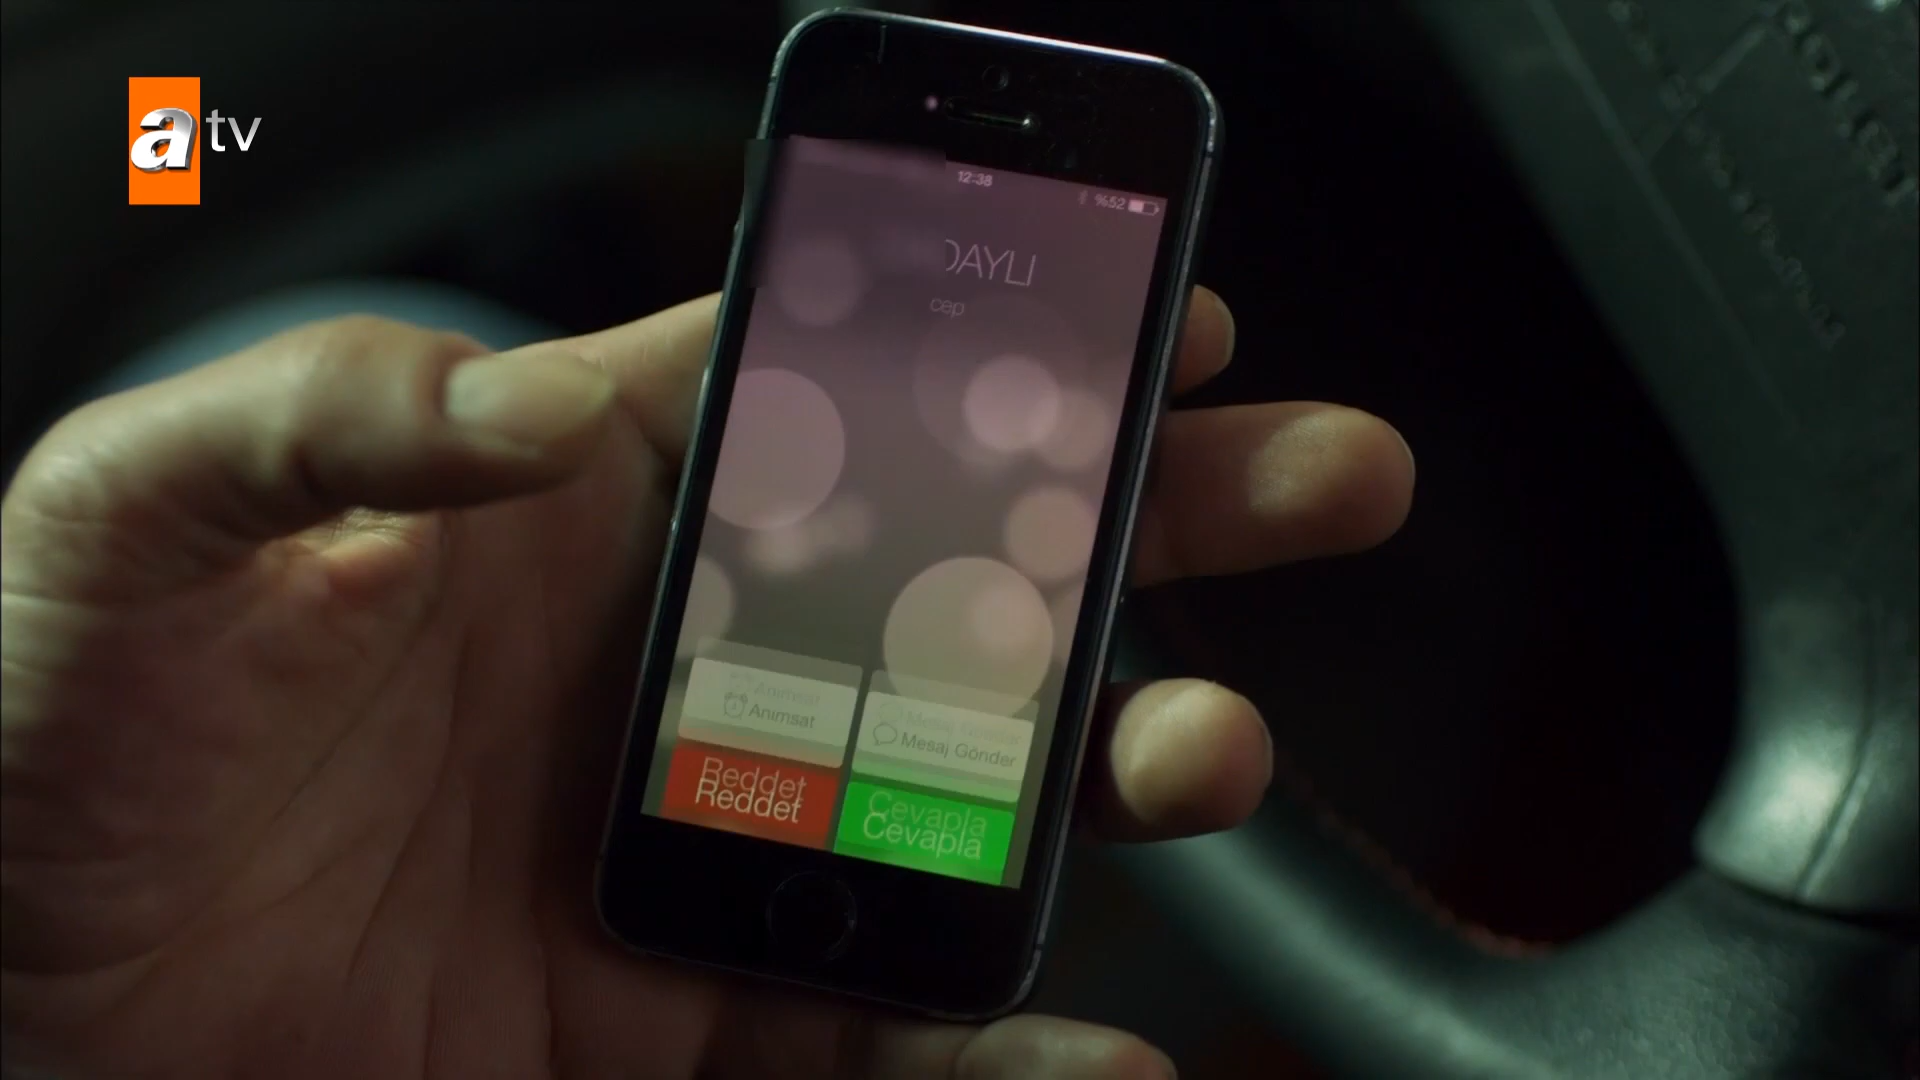 atv
12:38
%52
DAYLI
cep
Anımsat
Mesaj Gönder
Reddet
Cevapla